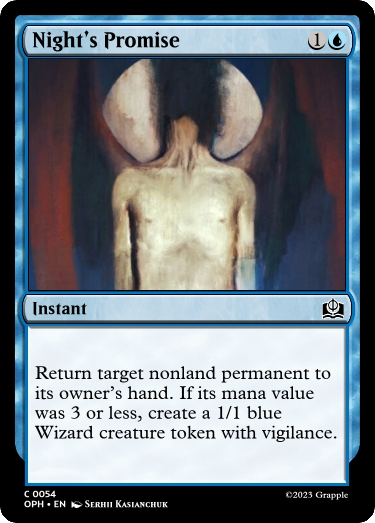 Night's Promise 1
Instant
Return target nonland permanent to
its owner's hand. If its mana value
was 3 or less, create a 1/1 blue
Wizard creature token with vigilance.
C 0054
OPH • EN Serhii Kasianchuk
©2023 Grapple